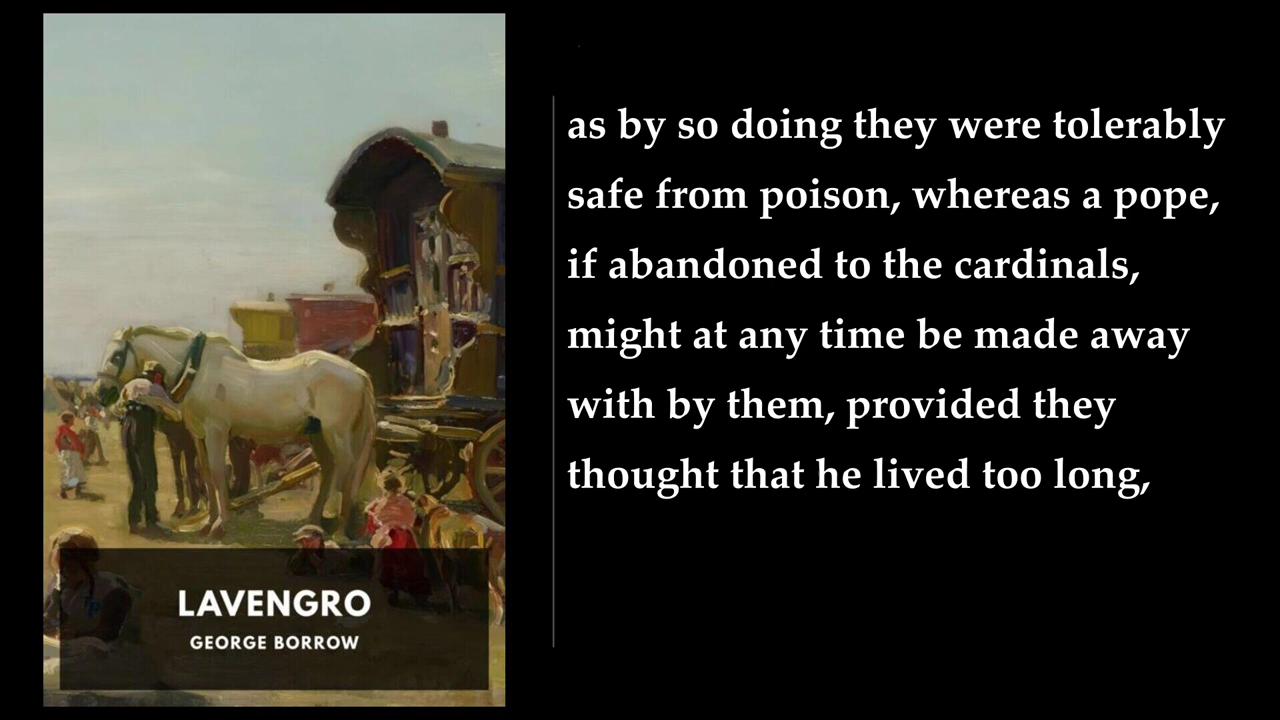 LAVENGRO
GEORGE BORROW
as by so doing they were tolerably
safe from poison, whereas a pope,
if abandoned to the cardinals,
might at any time be made away
with by them, provided they
thought that he lived too long,